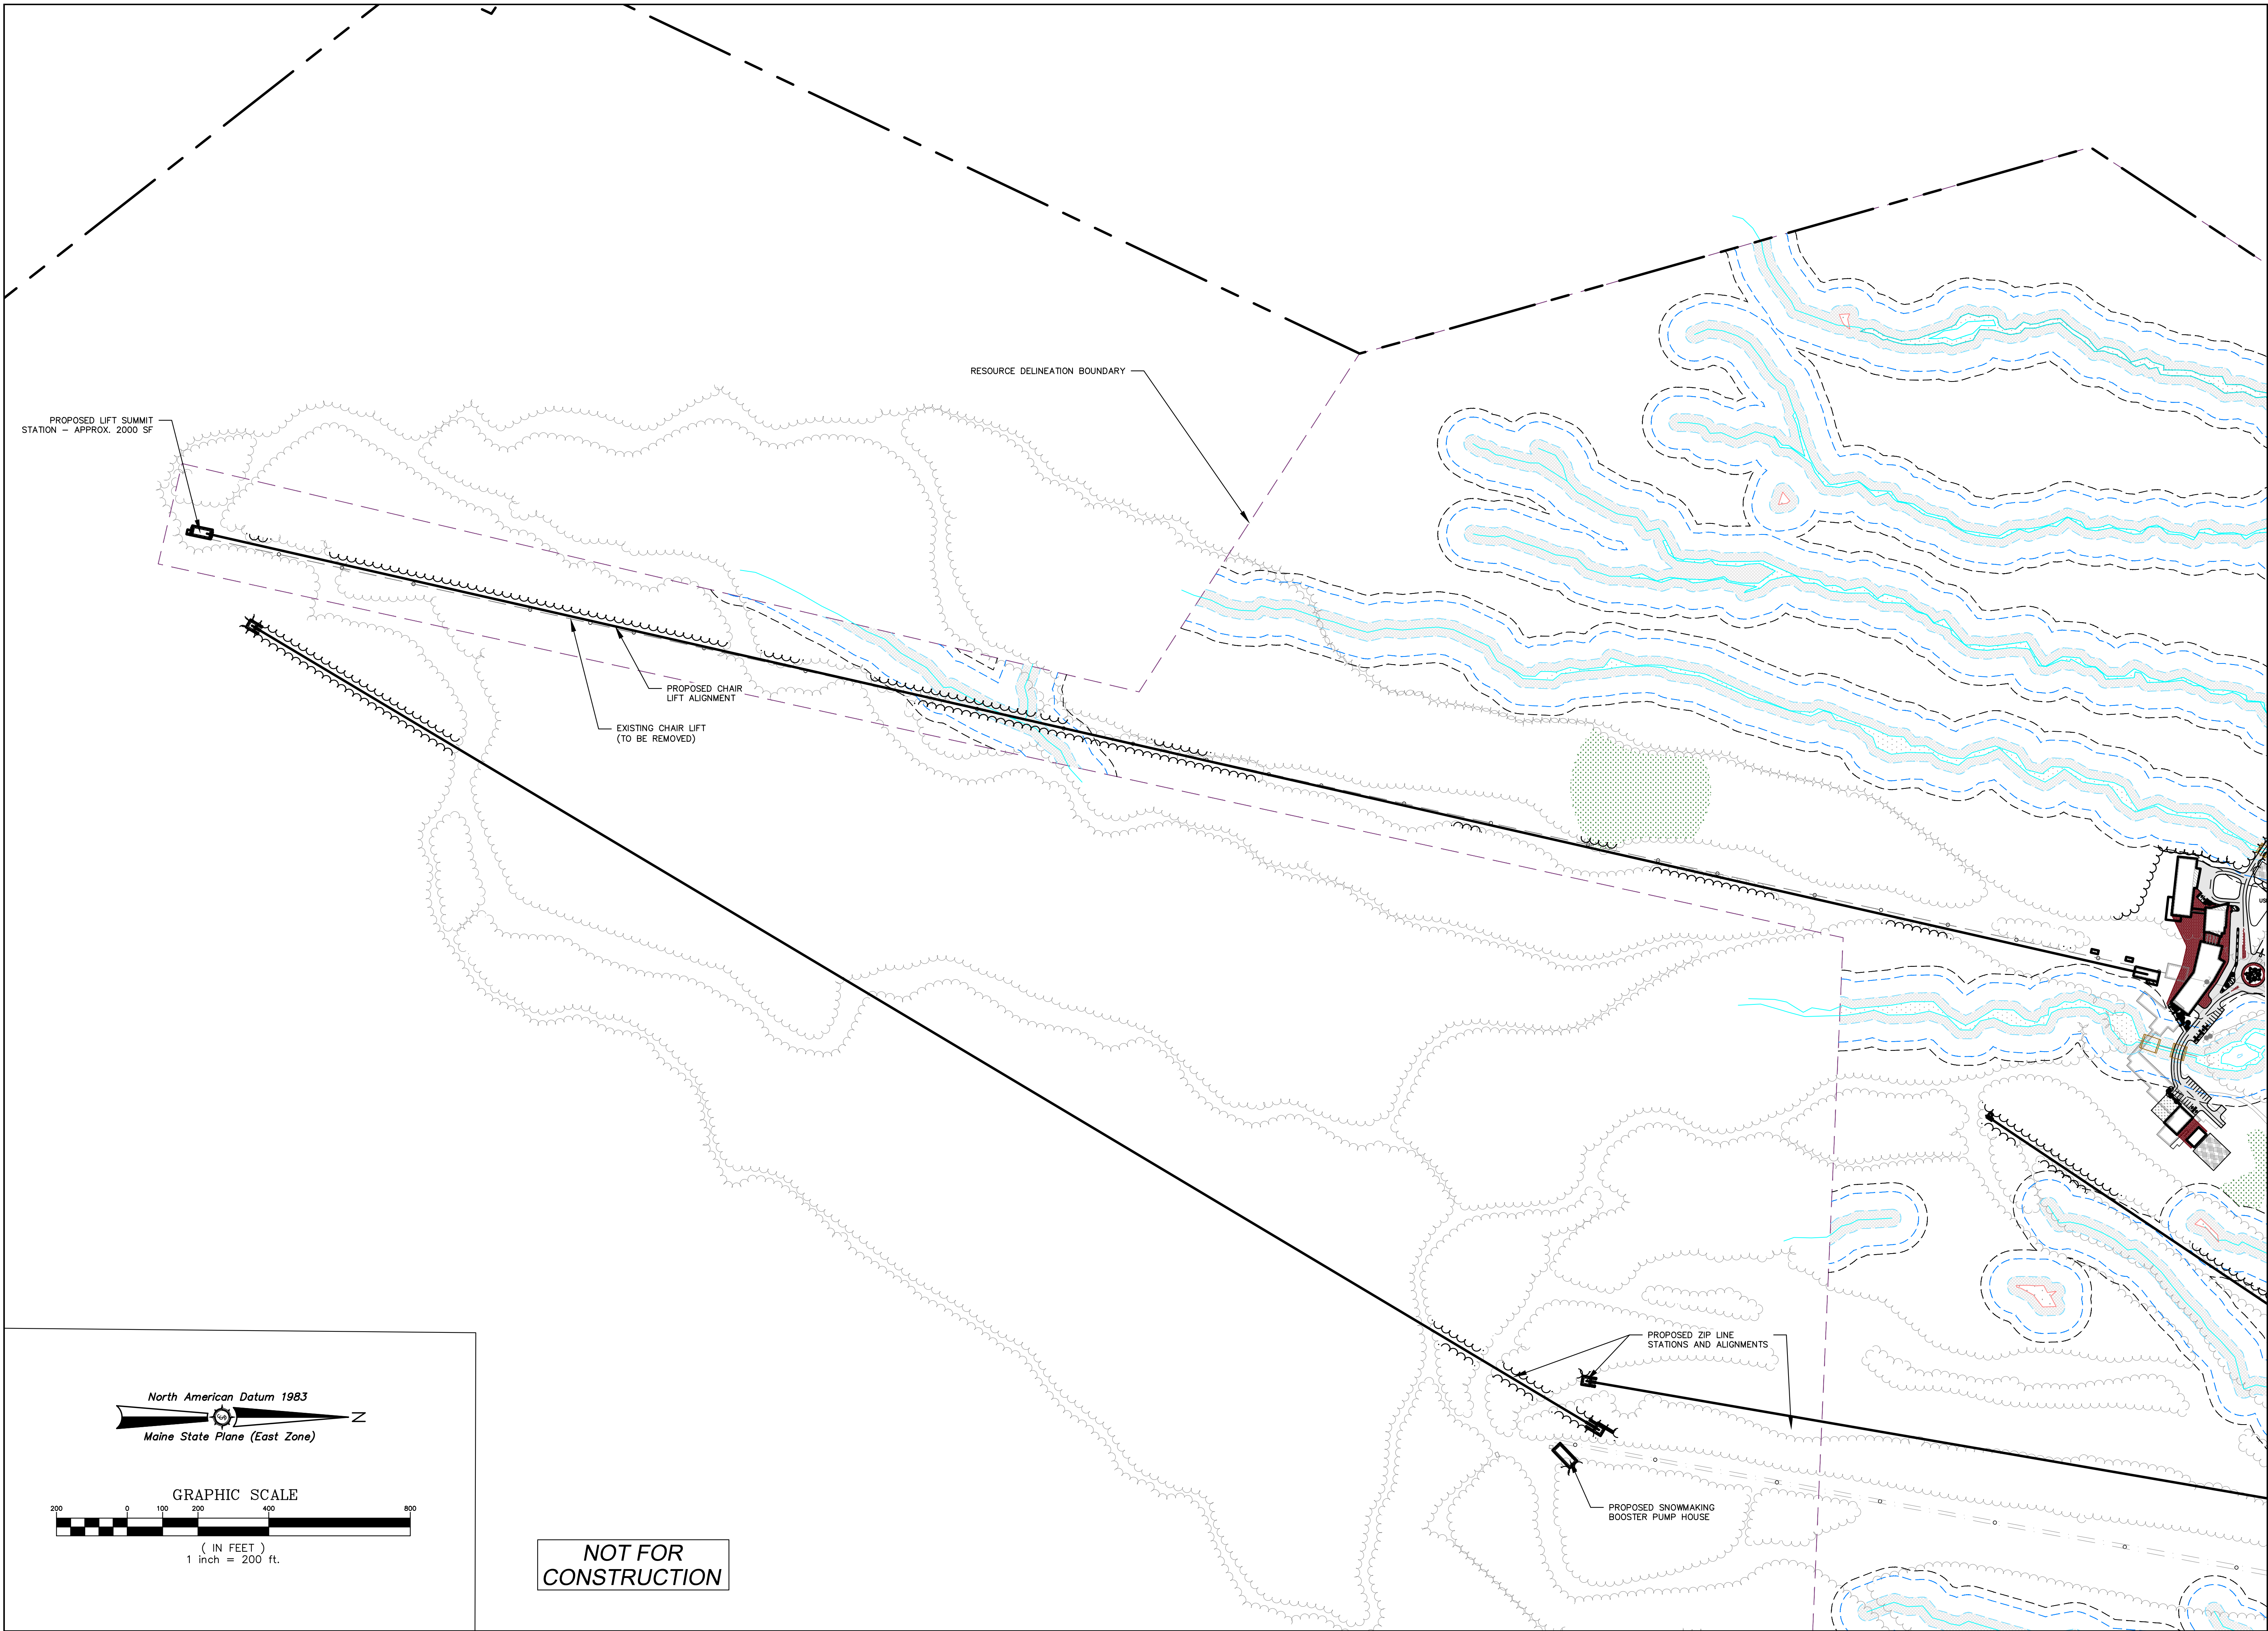 RESOURCE DELINEATION BOUNDARY
PROPOSED LIFT SUMMIT
STATION – APPROX. 2000 SF
PROPOSED CHAIR
LIFT ALIGNMENT
EXISTING CHAIR LIFT
(TO BE REMOVED)
PROPOSED ZIP LINE
STATIONS AND ALIGNMENTS
PROPOSED SNOWMAKING
BOOSTER PUMP HOUSE
North American Datum 1983
N
Maine State Plane (East Zone)
GRAPHIC SCALE
200 0 100 200 400 800
( IN FEET )
1 inch = 200 ft.
NOT FOR
CONSTRUCTION